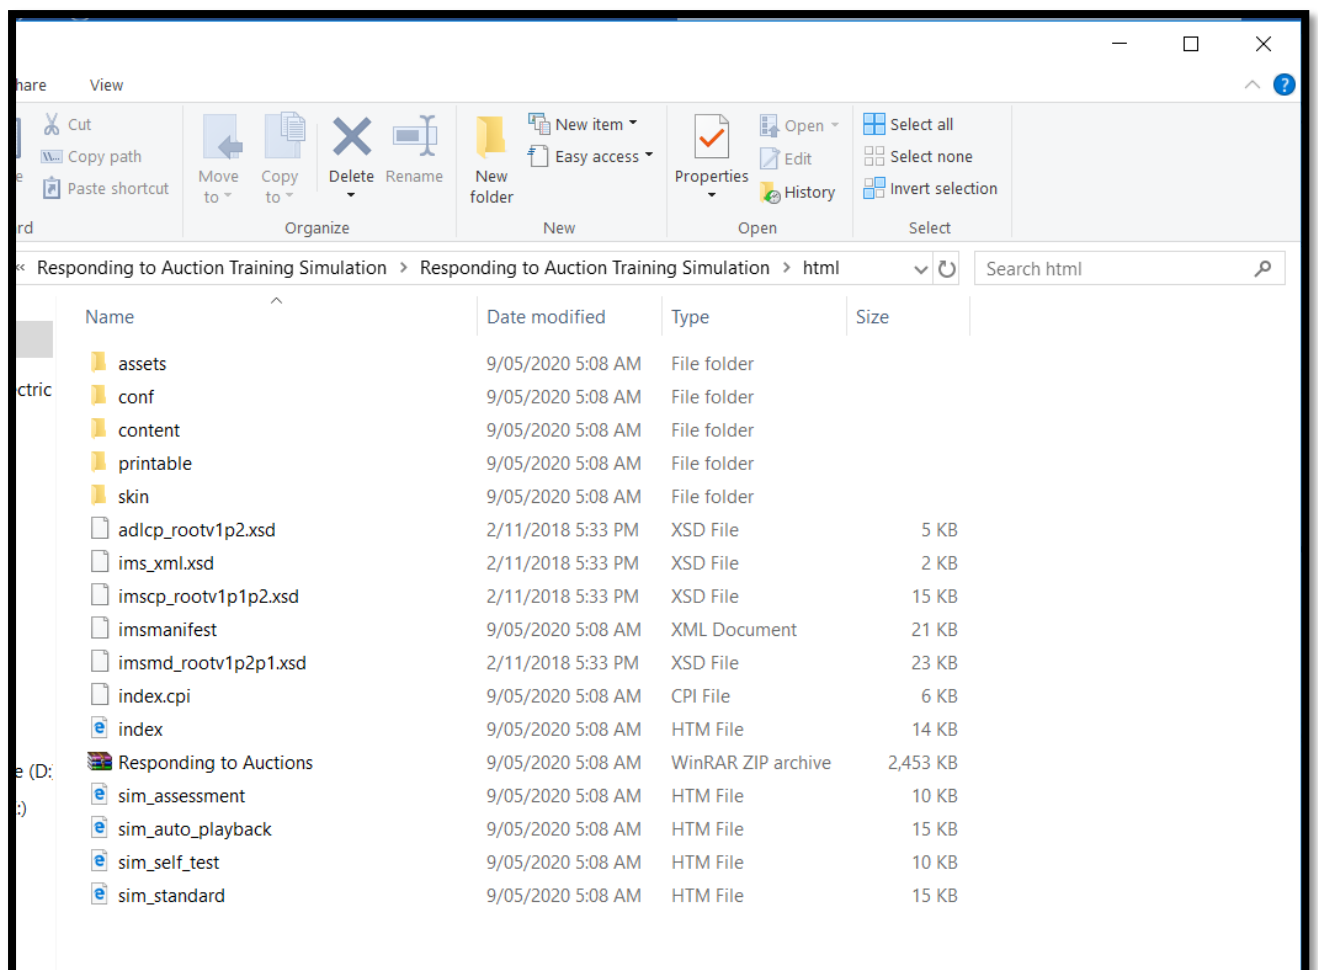 hare View
Cut
Copy path
Paste shortcut
Move to
Copy to
Delete
Rename
New folder
New item
Easy access
Properties
Open
Edit
History
Select all
Select none
Invert selection
rd Organize New Open Select
« Responding to Auction Training Simulation > Responding to Auction Training Simulation > html
Search html
Name Date modified Type Size
assets 9/05/2020 5:08 AM File folder
conf 9/05/2020 5:08 AM File folder
content 9/05/2020 5:08 AM File folder
printable 9/05/2020 5:08 AM File folder
skin 9/05/2020 5:08 AM File folder
adlcp_rootv1p2.xsd 2/11/2018 5:33 PM XSD File 5 KB
ims_xml.xsd 2/11/2018 5:33 PM XSD File 2 KB
imscp_rootv1p1p2.xsd 2/11/2018 5:33 PM XSD File 15 KB
imsmanifest 9/05/2020 5:08 AM XML Document 21 KB
imsmd_rootv1p2p1.xsd 2/11/2018 5:33 PM XSD File 23 KB
index.cpi 9/05/2020 5:08 AM CPI File 6 KB
index 9/05/2020 5:08 AM HTM File 14 KB
Responding to Auctions 9/05/2020 5:08 AM WinRAR ZIP archive 2,453 KB
sim_assessment 9/05/2020 5:08 AM HTM File 10 KB
sim_auto_playback 9/05/2020 5:08 AM HTM File 15 KB
sim_self_test 9/05/2020 5:08 AM HTM File 10 KB
sim_standard 9/05/2020 5:08 AM HTM File 15 KB
ctric
e (D:
:)